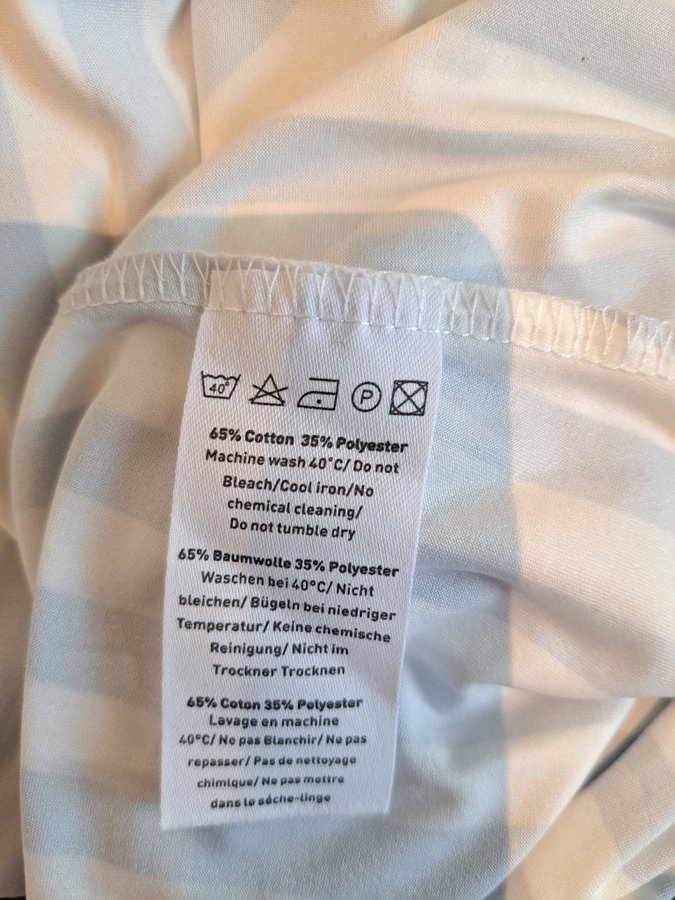 40°
P
65% Cotton 35% Polyester
Machine wash 40°C/ Do not
Bleach/Cool iron/No
chemical cleaning/
Do not tumble dry
65% Baumwolle 35% Polyester
Waschen bei 40°C/ Nicht
bleichen/ Bügeln bei niedriger
Temperatur/ Keine chemische
Reinigung/ Nicht im
Trockner Trocknen
65% Coton 35% Polyester
Lavage en machine
40°C/ Ne pas Blanchir/ Ne pas
repasser/ Pas de nettoyage
chimique/ Ne pas mettre
dans le séche-linge